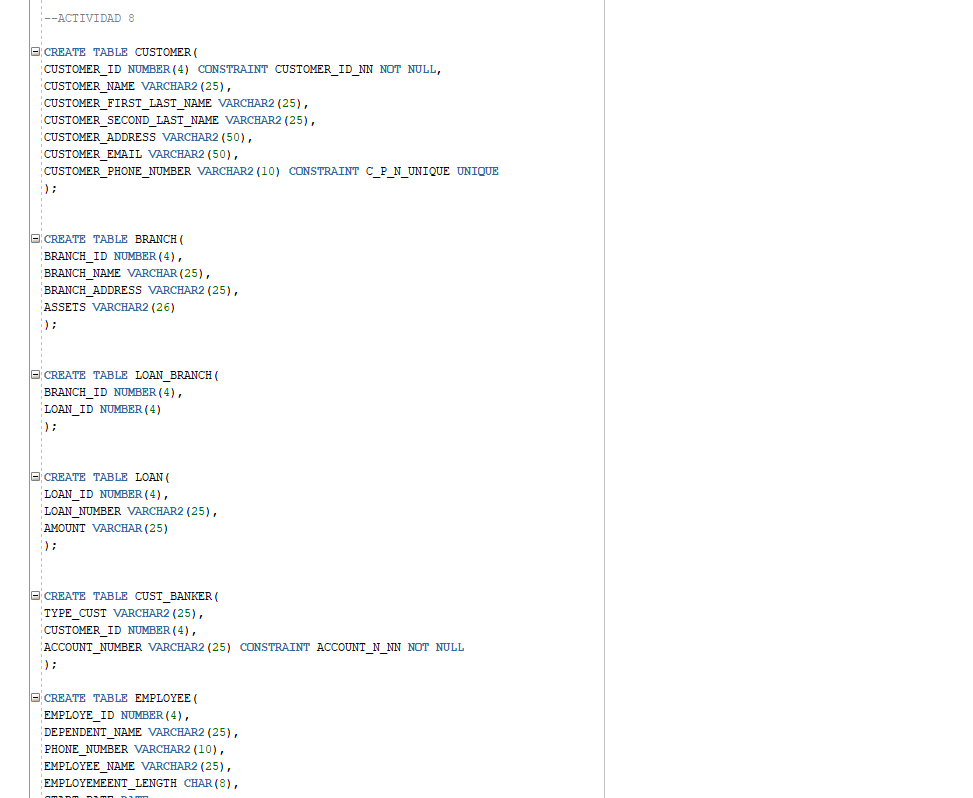 --ACTIVIDAD 8
CREATE TABLE CUSTOMER(
CUSTOMER_ID NUMBER(4) CONSTRAINT CUSTOMER_ID_NN NOT NULL,
CUSTOMER_NAME VARCHAR2(25),
CUSTOMER_FIRST_LAST_NAME VARCHAR2(25),
CUSTOMER_SECOND_LAST_NAME VARCHAR2(25),
CUSTOMER_ADDRESS VARCHAR2(50),
CUSTOMER_EMAIL VARCHAR2(50),
CUSTOMER_PHONE_NUMBER VARCHAR2(10) CONSTRAINT C_P_N_UNIQUE UNIQUE
);
CREATE TABLE BRANCH(
BRANCH_ID NUMBER(4),
BRANCH_NAME VARCHAR(25),
BRANCH_ADDRESS VARCHAR2(25),
ASSETS VARCHAR2(26)
);
CREATE TABLE LOAN_BRANCH(
BRANCH_ID NUMBER(4),
LOAN_ID NUMBER(4)
);
CREATE TABLE LOAN(
LOAN_ID NUMBER(4),
LOAN_NUMBER VARCHAR2(25),
AMOUNT VARCHAR(25)
);
CREATE TABLE CUST_BANKER(
TYPE_CUST VARCHAR2(25),
CUSTOMER_ID NUMBER(4),
ACCOUNT_NUMBER VARCHAR2(25) CONSTRAINT ACCOUNT_N_NN NOT NULL
);
CREATE TABLE EMPLOYEE(
EMPLOYE_ID NUMBER(4),
DEPENDENT_NAME VARCHAR2(25),
PHONE_NUMBER VARCHAR2(10),
EMPLOYEE_NAME VARCHAR2(25),
EMPLOYEMEENT_LENGTH CHAR(8),
START_DATE DATE